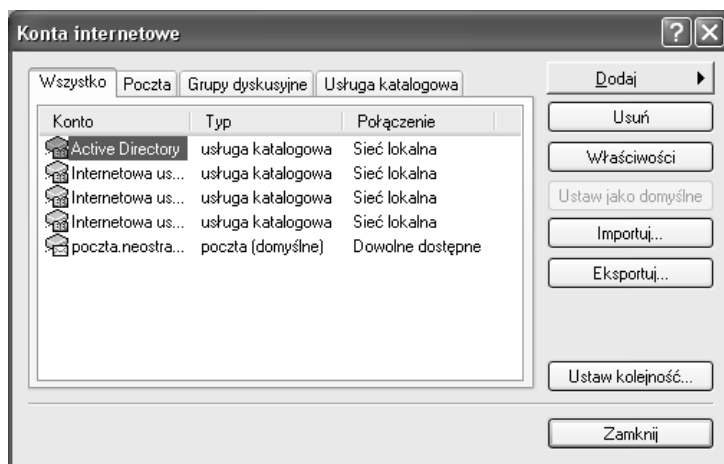 Konta internetowe
Wszystko Poczta Grupy dyskusyjne Usługa katalogowa
Konto Typ Połączenie
Active Directory usługa katalogowa Sieć lokalna
Internetowa us... usługa katalogowa Sieć lokalna
Internetowa us... usługa katalogowa Sieć lokalna
Internetowa us... usługa katalogowa Sieć lokalna
poczta.neostra... poczta (domyślne) Dowolne dostępne
Dodaj
Usuń
Właściwości
Ustaw jako domyślne
Importuj...
Eksportuj...
Ustaw kolejność...
Zamknij